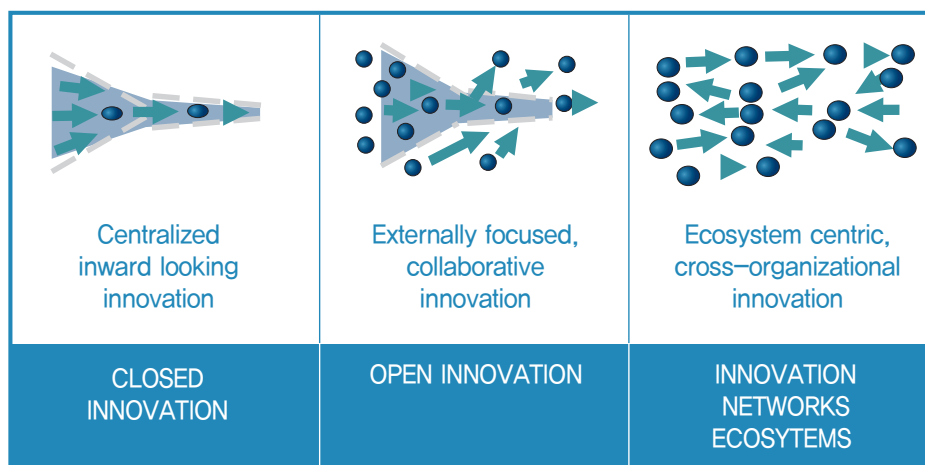 Centralized
inward looking
innovation
Externally focused,
collaborative
innovation
Ecosystem centric,
cross-organizational
innovation
CLOSED
INNOVATION
OPEN INNOVATION
INNOVATION
NETWORKS
ECOSYTEMS